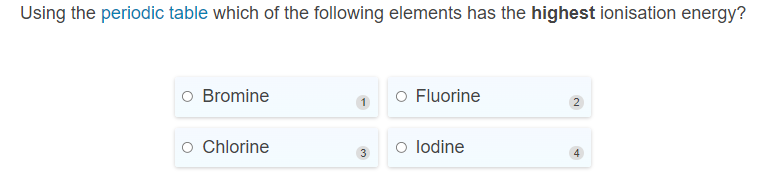 Using the periodic table which of the following elements has the highest ionisation energy?
Bromine 1 Fluorine 2
Chlorine 3 Iodine 4